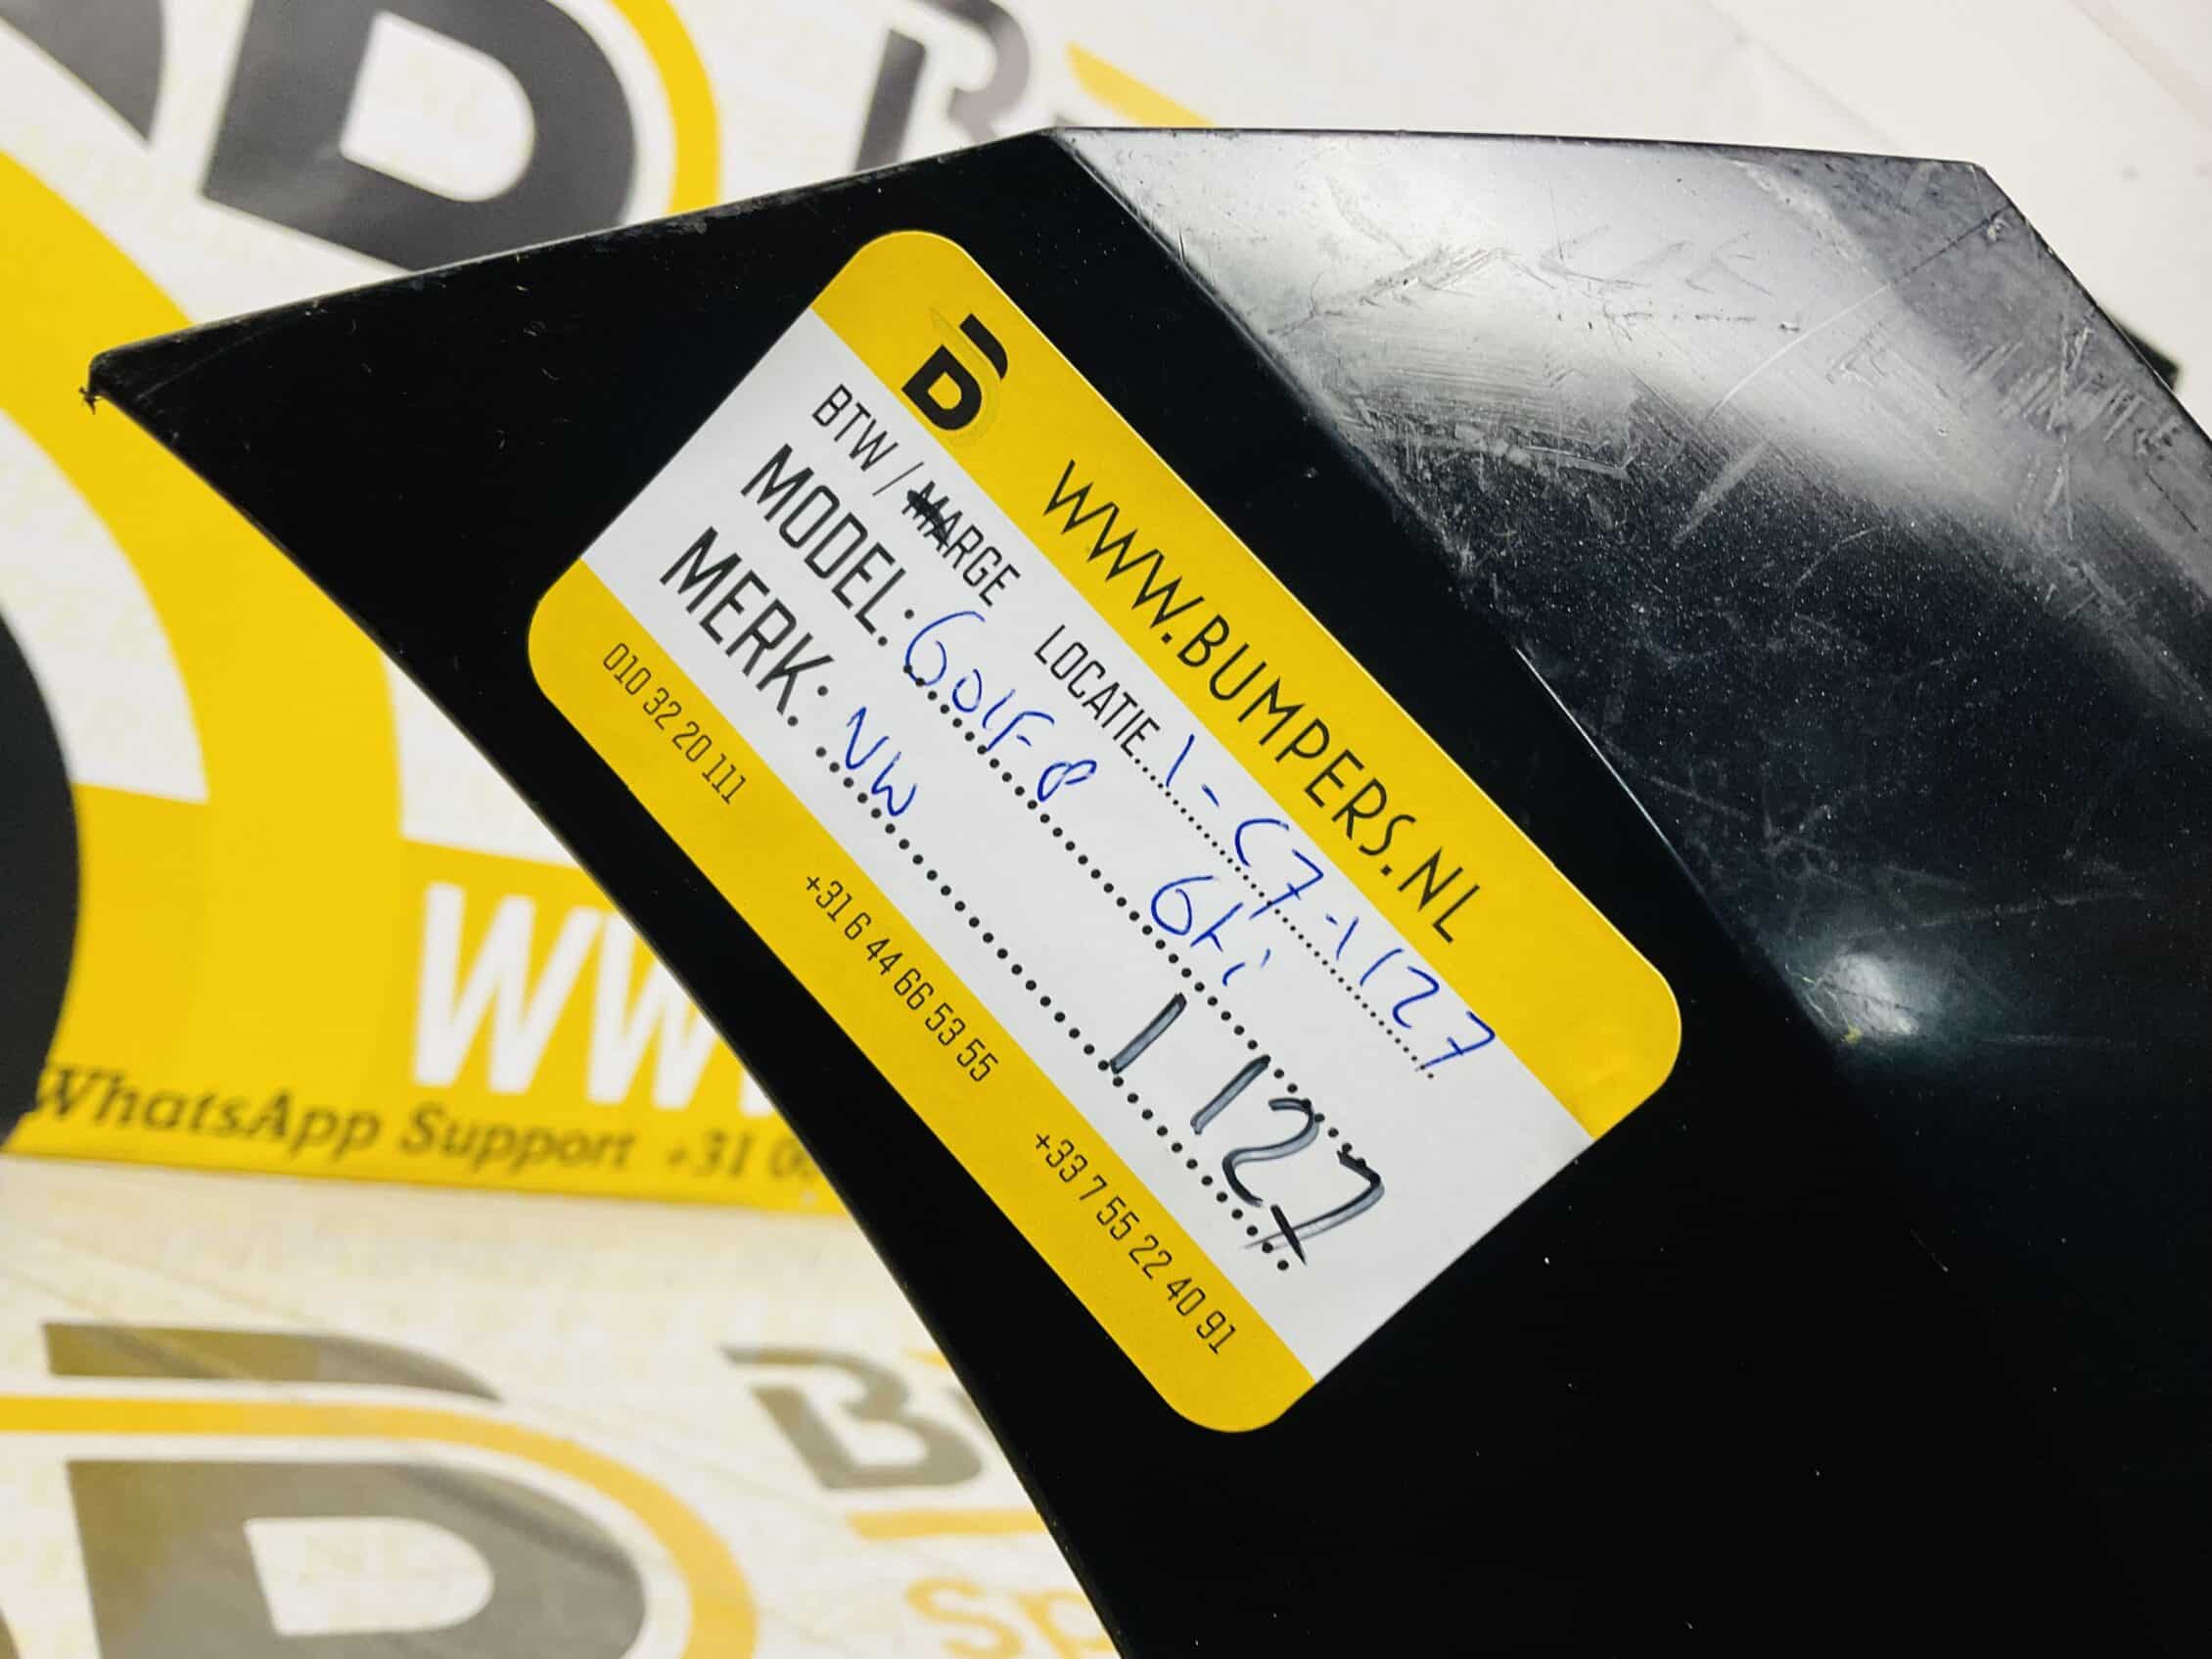 WWW.BUMPERS.NL
BTW / MARGE LOCATIE 1-C7-1127
MODEL: Golf 8 Gti
MERK: VW 1127
010 32 20 111 +31 6 44 66 53 55 +33 7 55 22 40 91
WhatsApp Support +31